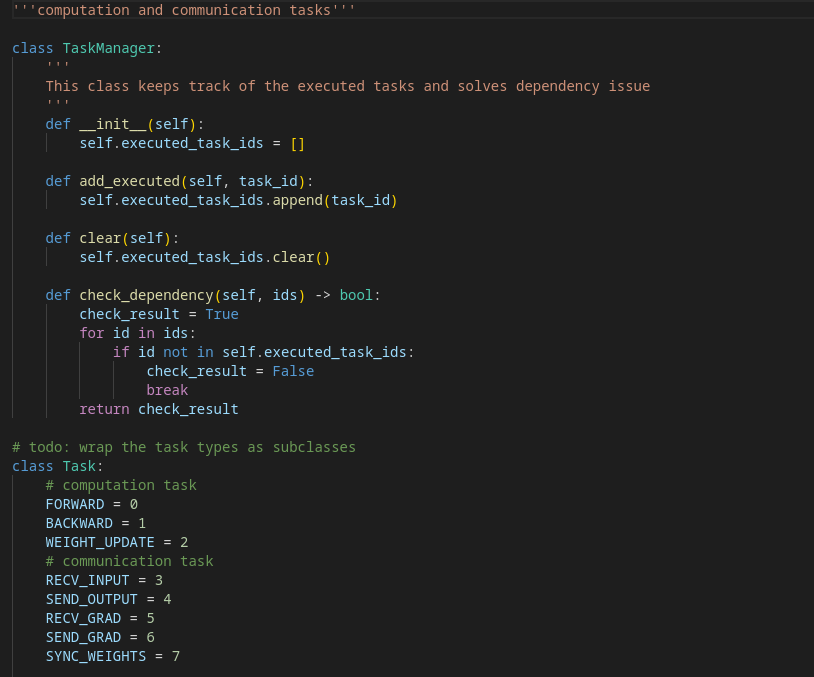 '''computation and communication tasks'''
class TaskManager:
'''
This class keeps track of the executed tasks and solves dependency issue
'''
def __init__(self):
self.executed_task_ids = []
def add_executed(self, task_id):
self.executed_task_ids.append(task_id)
def clear(self):
self.executed_task_ids.clear()
def check_dependency(self, ids) -> bool:
check_result = True
for id in ids:
if id not in self.executed_task_ids:
check_result = False
break
return check_result
# todo: wrap the task types as subclasses
class Task:
# computation task
FORWARD = 0
BACKWARD = 1
WEIGHT_UPDATE = 2
# communication task
RECV_INPUT = 3
SEND_OUTPUT = 4
RECV_GRAD = 5
SEND_GRAD = 6
SYNC_WEIGHTS = 7